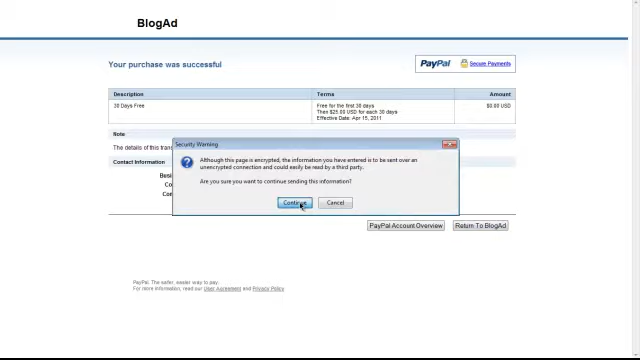 BlogAd
Your purchase was successful
PayPal Secure Payments
Description Terms Amount
30 Days Free Free for the first 30 days $0.00 USD
Then $25.00 USD for each 30 days
Effective Date: Apr 15, 2011
Note
The details of this trans
Contact Information
Busi
Co
Con
Security Warning
Although this page is encrypted, the information you have entered is to be sent over an
unencrypted connection and could easily be read by a third party.
Are you sure you want to continue sending this information?
Continue Cancel
PayPal Account Overview Return To BlogAd
PayPal. The safer, easier way to pay.
For more information, read our User Agreement and Privacy Policy